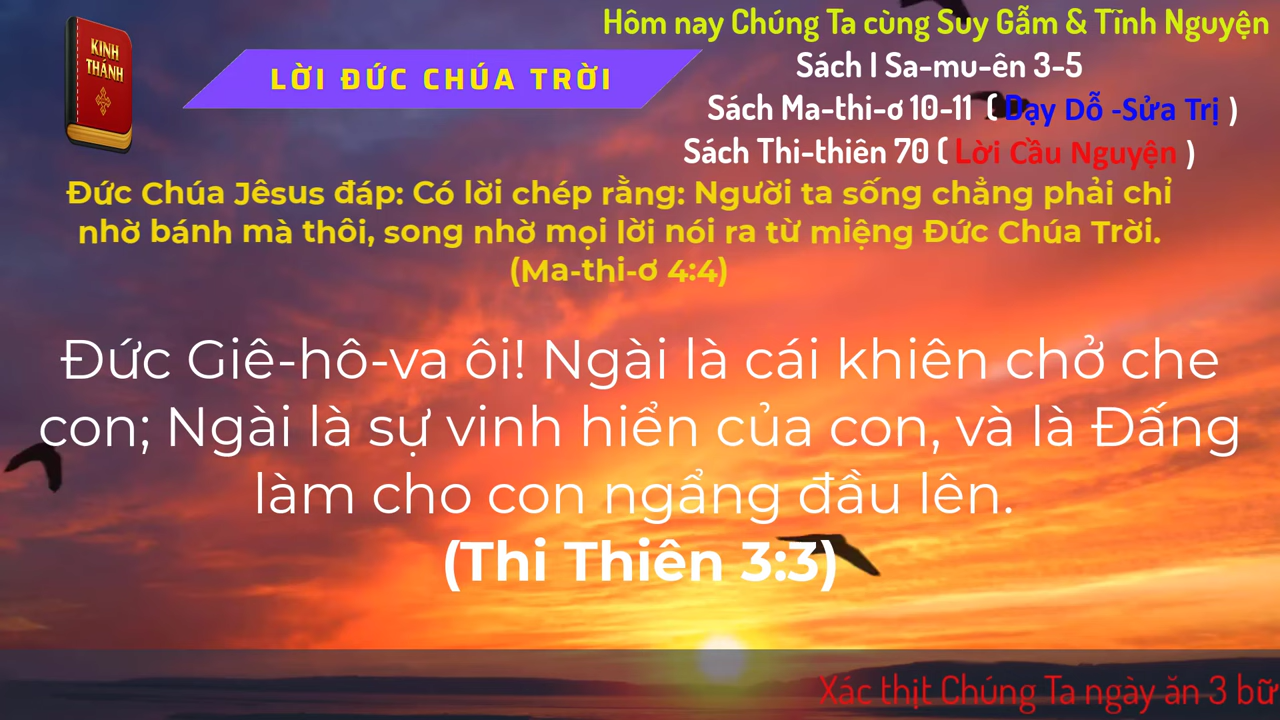 KINH
THÁNH
LỜI ĐỨC CHÚA TRỜI
Hôm nay Chúng Ta cùng Suy Gẫm & Tĩnh Nguyện
Sách I Sa-mu-ên 3-5
Sách Ma-thi-ơ 10-11 ( Dạy Dỗ -Sửa Trị )
Sách Thi-thiên 70 ( Lời Cầu Nguyện )
Đức Chúa Jêsus đáp: Có lời chép rằng: Người ta sống chẳng phải chỉ
nhờ bánh mà thôi, song nhờ mọi lời nói ra từ miệng Đức Chúa Trời.
(Ma-thi-ơ 4:4)
Đức Giê-hô-va ôi! Ngài là cái khiên chở che
con; Ngài là sự vinh hiển của con, và là Đấng
làm cho con ngẩng đầu lên.
(Thi Thiên 3:3)
Xác thịt Chúng Ta ngày ăn 3 bữ